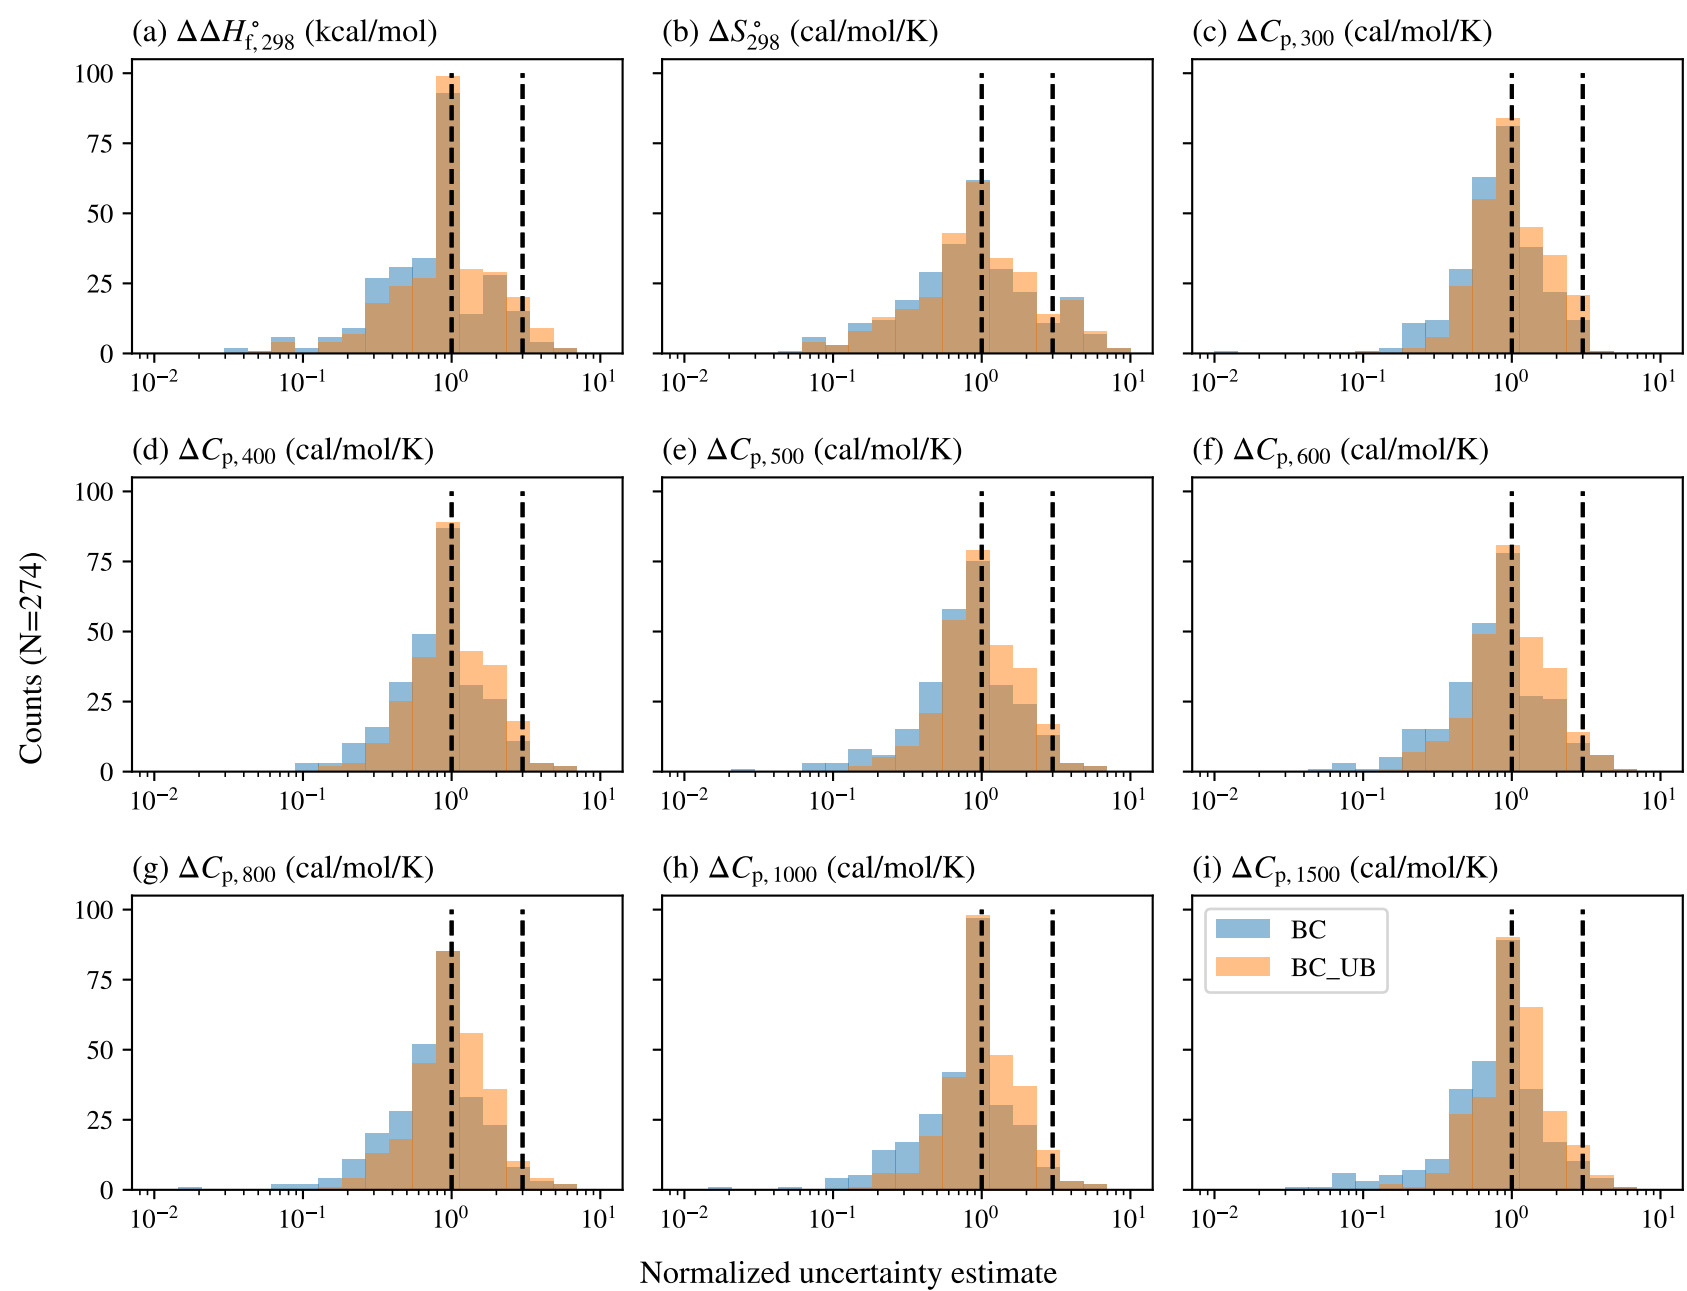 (a) ΔΔH°f,298 (kcal/mol)
(b) ΔS°298 (cal/mol/K)
(c) ΔCp,300 (cal/mol/K)
100
75
50
25
0
10⁻² 10⁻¹ 10⁰ 10¹
10⁻² 10⁻¹ 10⁰ 10¹
10⁻² 10⁻¹ 10⁰ 10¹
(d) ΔCp,400 (cal/mol/K)
(e) ΔCp,500 (cal/mol/K)
(f) ΔCp,600 (cal/mol/K)
Counts (N=274)
100
75
50
25
0
10⁻² 10⁻¹ 10⁰ 10¹
10⁻² 10⁻¹ 10⁰ 10¹
10⁻² 10⁻¹ 10⁰ 10¹
(g) ΔCp,800 (cal/mol/K)
(h) ΔCp,1000 (cal/mol/K)
(i) ΔCp,1500 (cal/mol/K)
100
75
50
25
0
BC
BC_UB
10⁻² 10⁻¹ 10⁰ 10¹
10⁻² 10⁻¹ 10⁰ 10¹
10⁻² 10⁻¹ 10⁰ 10¹
Normalized uncertainty estimate